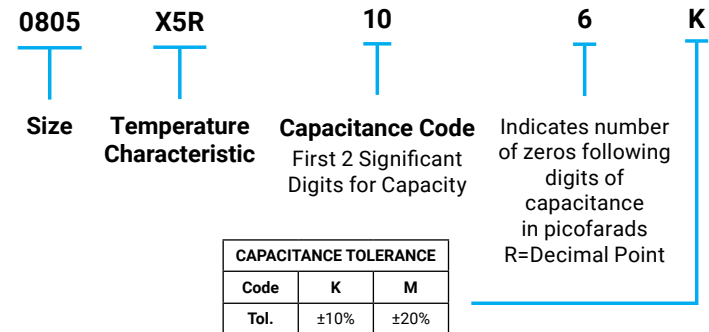 0805 X5R 10 6 K
Size
Temperature
Characteristic
Capacitance Code
First 2 Significant
Digits for Capacity
Indicates number
of zeros following
digits of
capacitance
in picofarads
R=Decimal Point
CAPACITANCE TOLERANCE
Code K M
Tol. ±10% ±20%